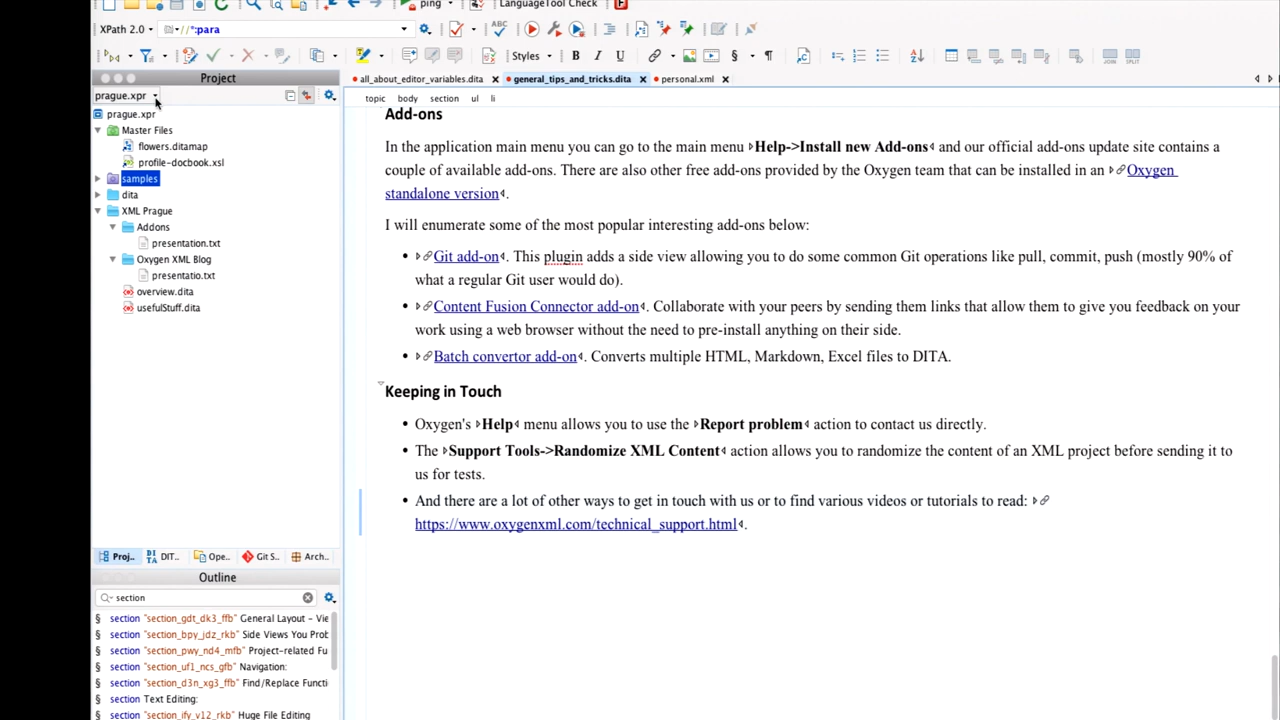 ping
LanguageTool Check
XPath 2.0
//*:para
Styles
B I U
§ ¶
JOIN SPLIT
Project
all_about_editor_variables.dita
general_tips_and_tricks.dita
personal.xml
prague.xpr
topic body section ul li
prague.xpr
Master Files
flowers.ditamap
profile-docbook.xsl
samples
dita
XML Prague
Addons
presentation.txt
Oxygen XML Blog
presentatio.txt
overview.dita
usefulStuff.dita
Proj.. DIT.. Ope.. Git S.. Arch..
Outline
section
§ section "section_gdt_dk3_ffb" General Layout - Vie
§ section "section_bpy_jdz_rkb" Side Views You Prob
§ section "section_pwy_nd4_mfb" Project-related Fu
§ section "section_uf1_ncs_gfb" Navigation:
§ section "section_d3n_xg3_ffb" Find/Replace Functi
§ section Text Editing:
§ section "section_ify_v12_rkb" Huge File Editing
Add-ons
In the application main menu you can go to the main menu Help->Install new Add-ons and our official add-ons update site contains a
couple of available add-ons. There are also other free add-ons provided by the Oxygen team that can be installed in an Oxygen
standalone version.
I will enumerate some of the most popular interesting add-ons below:
• Git add-on. This plugin adds a side view allowing you to do some common Git operations like pull, commit, push (mostly 90% of
what a regular Git user would do).
• Content Fusion Connector add-on. Collaborate with your peers by sending them links that allow them to give you feedback on your
work using a web browser without the need to pre-install anything on their side.
• Batch convertor add-on. Converts multiple HTML, Markdown, Excel files to DITA.
Keeping in Touch
• Oxygen's Help menu allows you to use the Report problem action to contact us directly.
• The Support Tools->Randomize XML Content action allows you to randomize the content of an XML project before sending it to
us for tests.
• And there are a lot of other ways to get in touch with us or to find various videos or tutorials to read:
https://www.oxygenxml.com/technical_support.html.